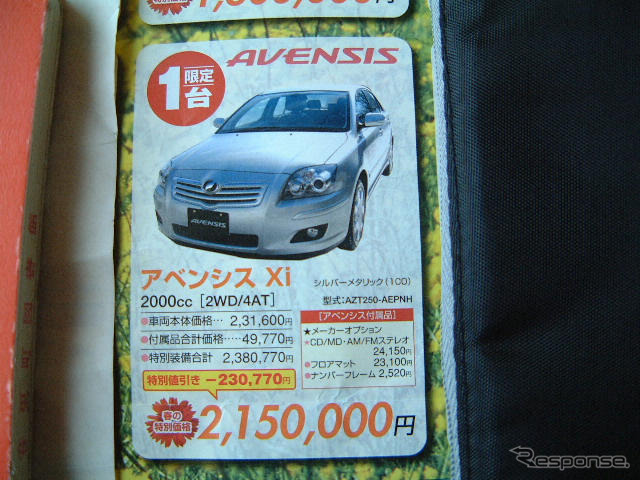 特別価格 円
AVENSIS
限定
1台
AVENSIS
アベンシス Xi
シルバーメタリック(1C0)
2000cc [2WD/4AT]
型式:AZT250-AEPNH
●車両本体価格… 2,31,600円
●付属品合計価格…… 49,770円
●特別装備合計 2,380,770円
特別値引き −230,770円
[アベンシス付属品]
★メーカーオプション
☆CD/MD・AM/FMステレオ
24,150円
●フロアマット 23,100円
●ナンバーフレーム 2,520円
春の
特別価格
2,150,000円
Response.